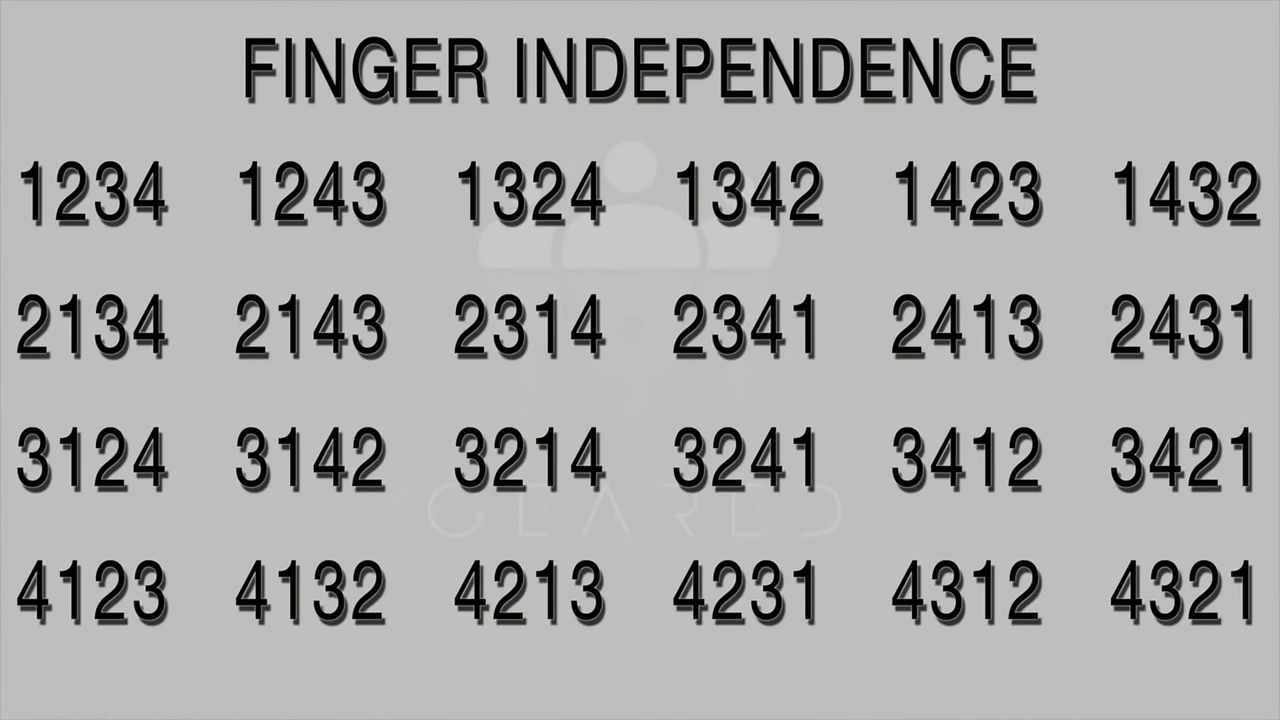 FINGER INDEPENDENCE
1234 1243 1324 1342 1423 1432
2134 2143 2314 2341 2413 2431
3124 3142 3214 3241 3412 3421
GEARED
4123 4132 4213 4231 4312 4321